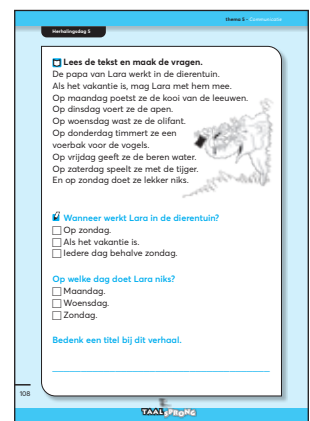 thema 5 - Communicatie
Herhalingsdag 5
Lees de tekst en maak de vragen.
De papa van Lara werkt in de dierentuin.
Als het vakantie is, mag Lara met hem mee.
Op maandag poetst ze de kooi van de leeuwen.
Op dinsdag voert ze de apen.
Op woensdag wast ze de olifant.
Op donderdag timmert ze een
voerbak voor de vogels.
Op vrijdag geeft ze de beren water.
Op zaterdag speelt ze met de tijger.
En op zondag doet ze lekker niks.
Wanneer werkt Lara in de dierentuin?
Op zondag.
Als het vakantie is.
Iedere dag behalve zondag.
Op welke dag doet Lara niks?
Maandag.
Woensdag.
Zondag.
Bedenk een titel bij dit verhaal.
108
TAALSPRONG